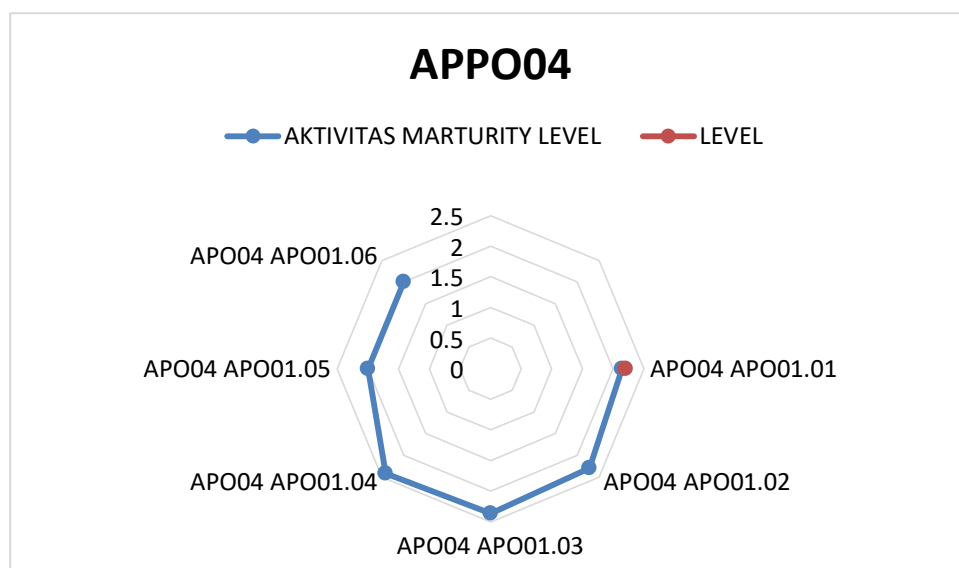 APPO04
AKTIVITAS MARTURITY LEVEL
LEVEL
2.5
2
1.5
1
0.5
0
APO04 APO01.06
APO04 APO01.05
APO04 APO01.01
APO04 APO01.04
APO04 APO01.02
APO04 APO01.03